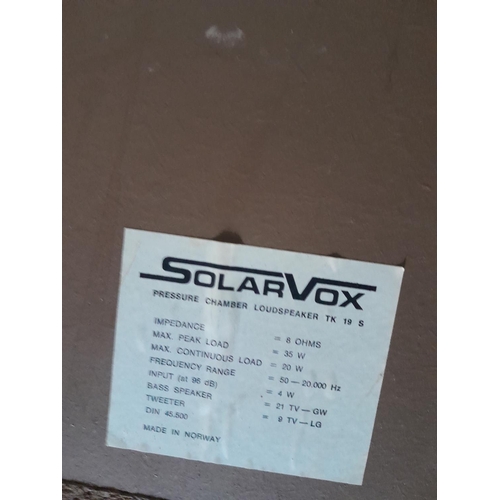 SOLARVOX
PRESSURE CHAMBER LOUDSPEAKER TK 19 S
IMPEDANCE = 8 OHMS
MAX. PEAK LOAD = 35 W
MAX. CONTINUOUS LOAD = 20 W
FREQUENCY RANGE = 50—20.000 Hz
INPUT (at 96 dB) = 4 W
BASS SPEAKER = 21 TV—GW
TWEETER = 9 TV—LG
DIN 45.500
MADE IN NORWAY